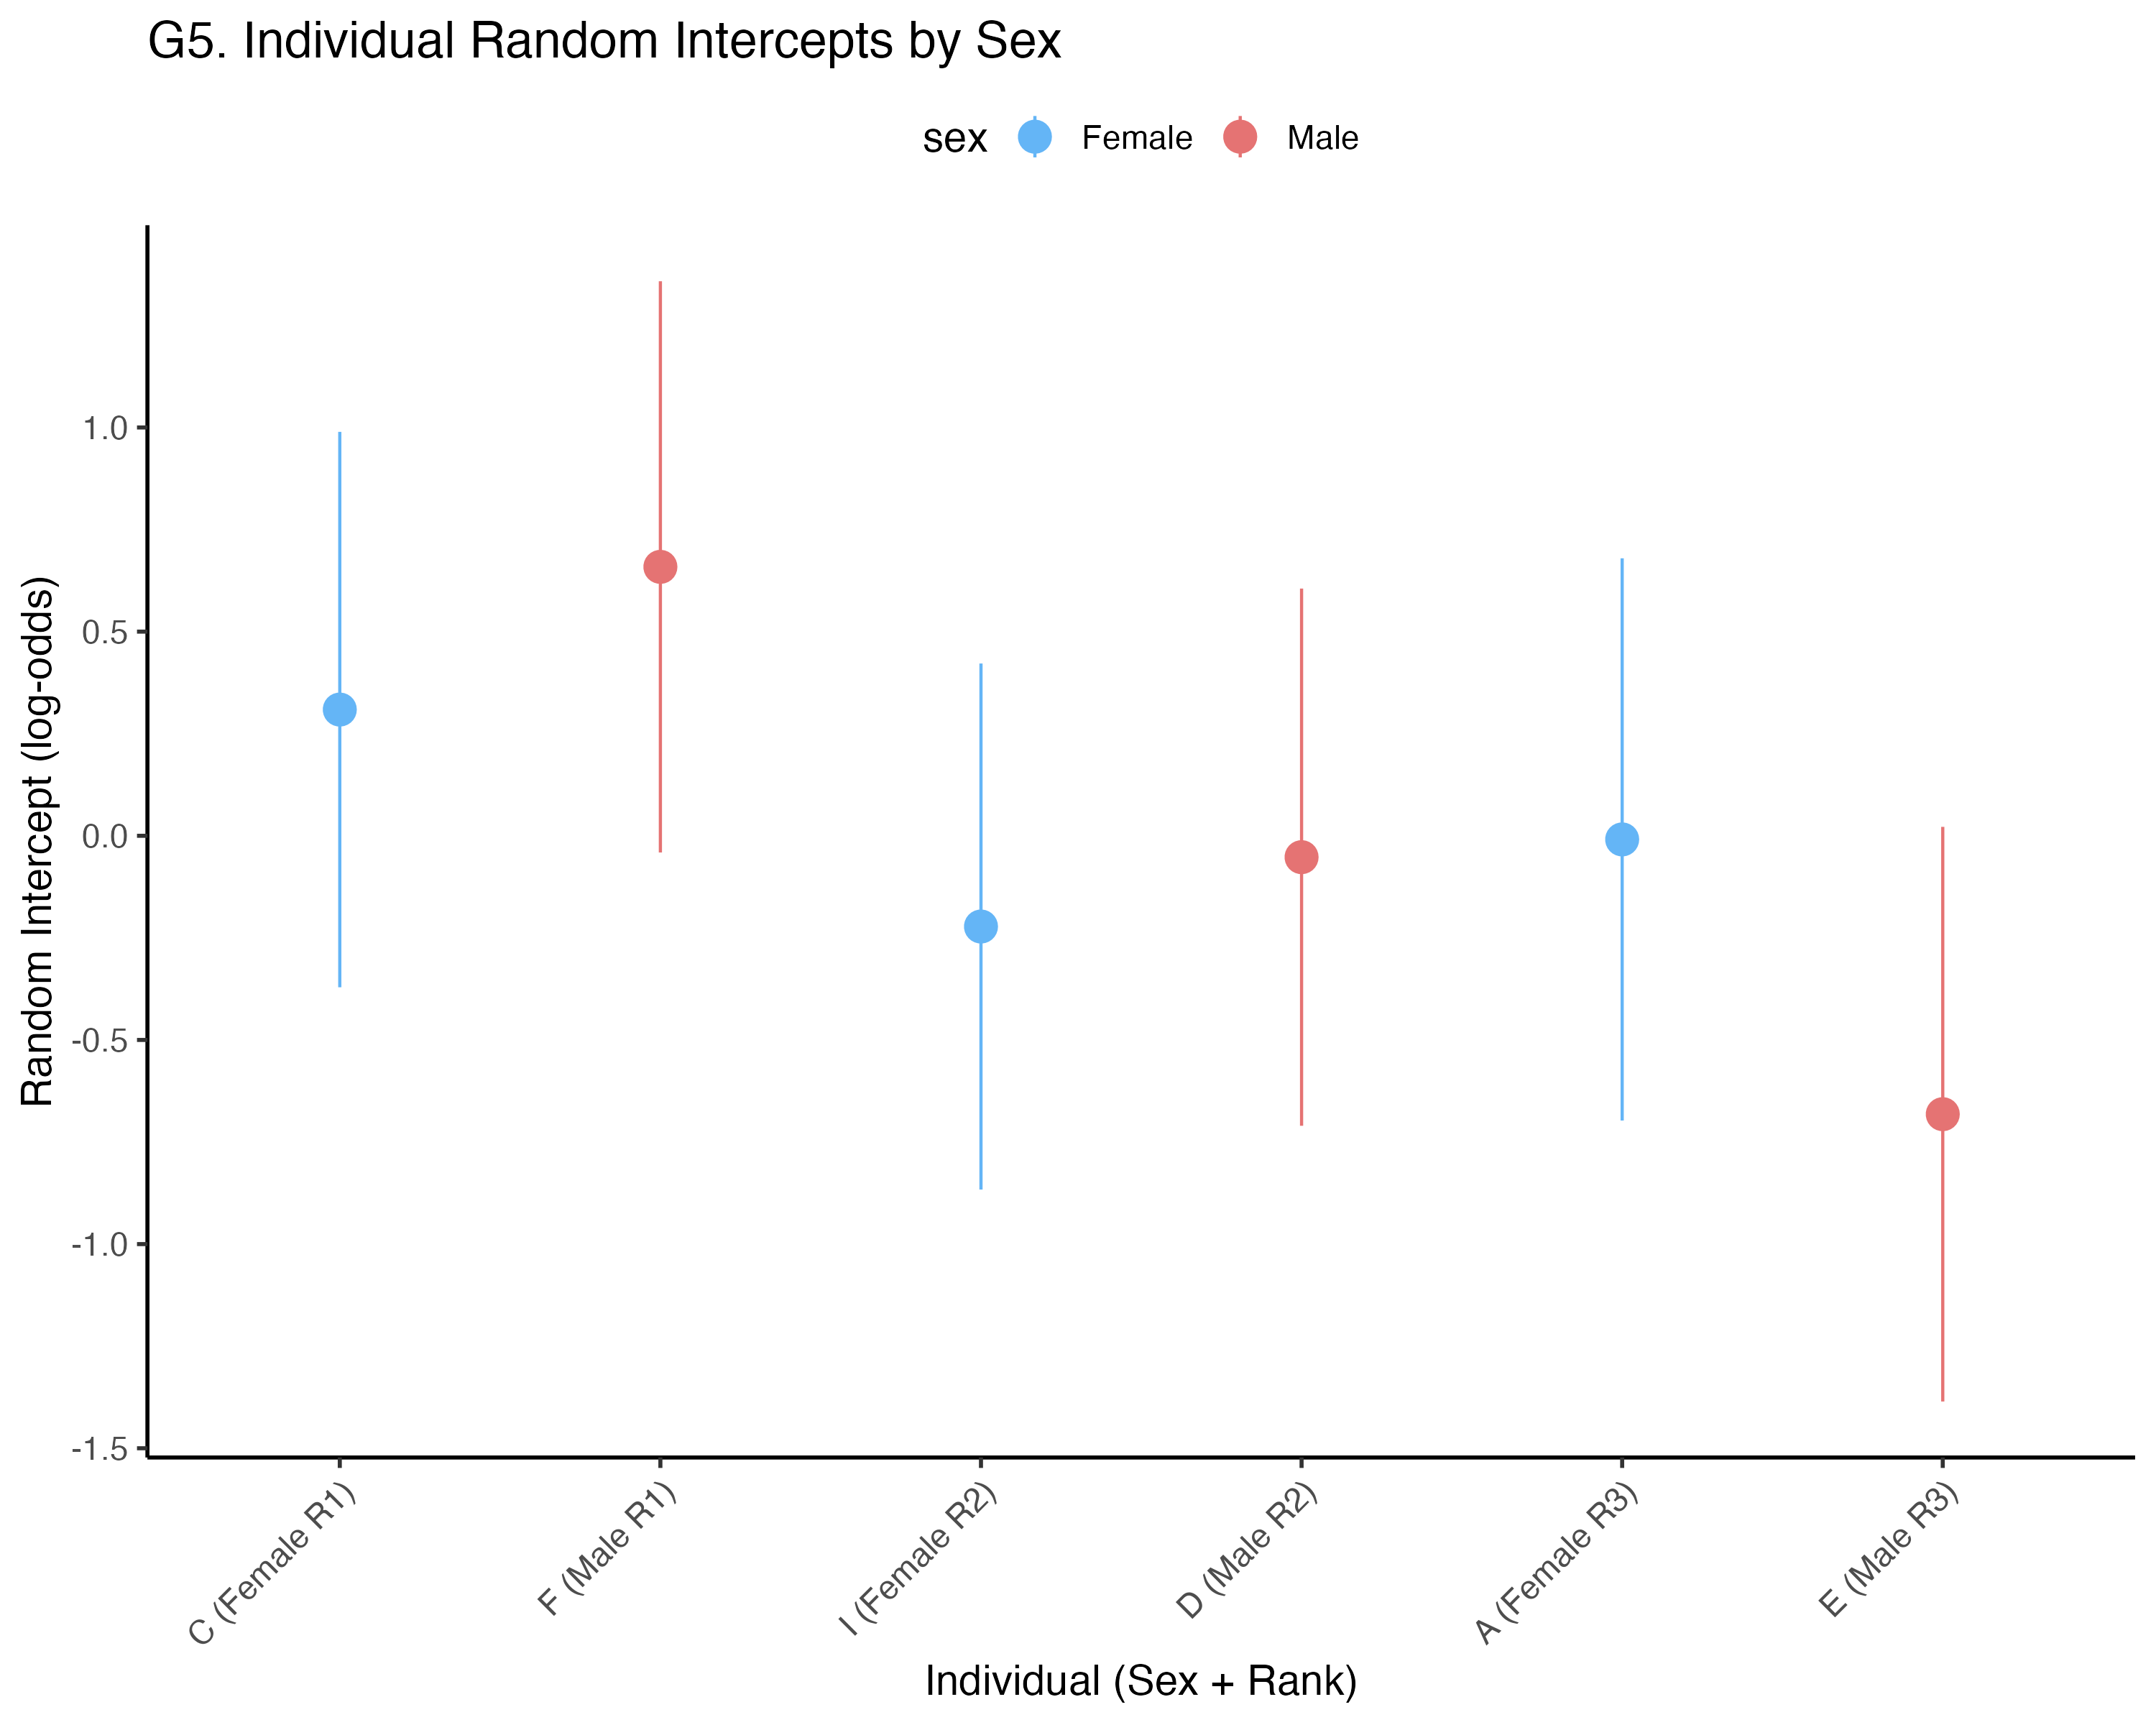 G5. Individual Random Intercepts by Sex
sex Female Male
Random Intercept (log-odds)
1.0
0.5
0.0
-0.5
-1.0
-1.5
C (Female R1)
F (Male R1)
I (Female R2)
D (Male R2)
A (Female R3)
E (Male R3)
Individual (Sex + Rank)